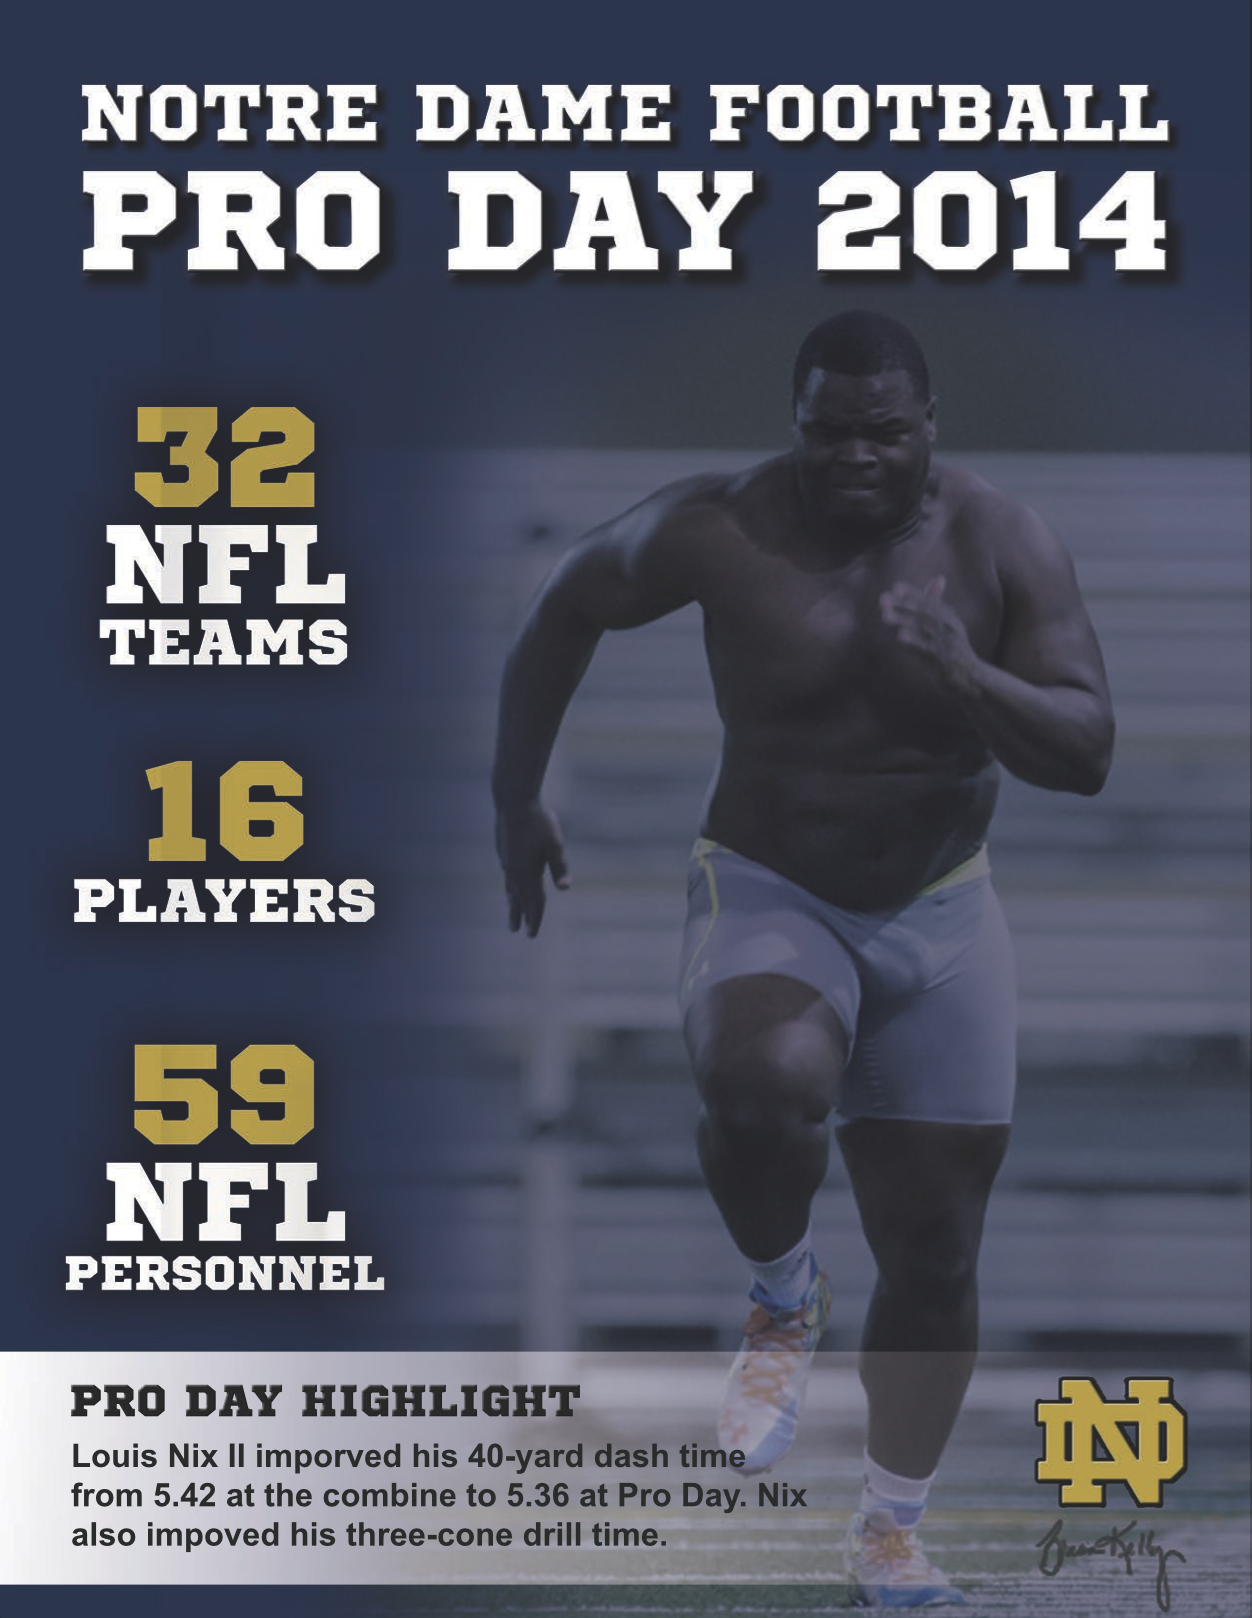 NOTRE DAME FOOTBALL
PRO DAY 2014
32
NFL
TEAMS
16
PLAYERS
59
NFL
PERSONNEL
PRO DAY HIGHLIGHT
Louis Nix II imporved his 40-yard dash time
from 5.42 at the combine to 5.36 at Pro Day. Nix
also impoved his three-cone drill time.
ND
Brian Kelly